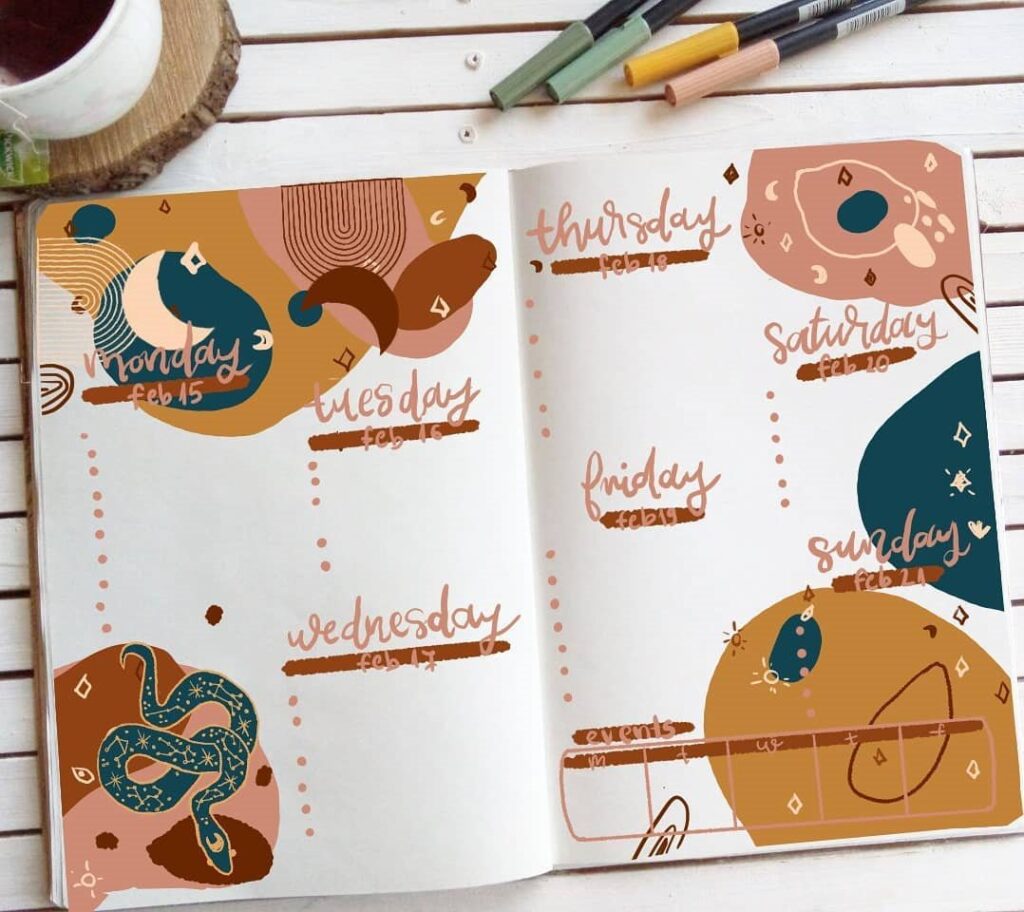 monday
feb 15
tuesday
feb 16
wednesday
feb 17
thursday
feb 18
friday
feb 19
saturday
feb 20
sunday
feb 21
events
m t w t f